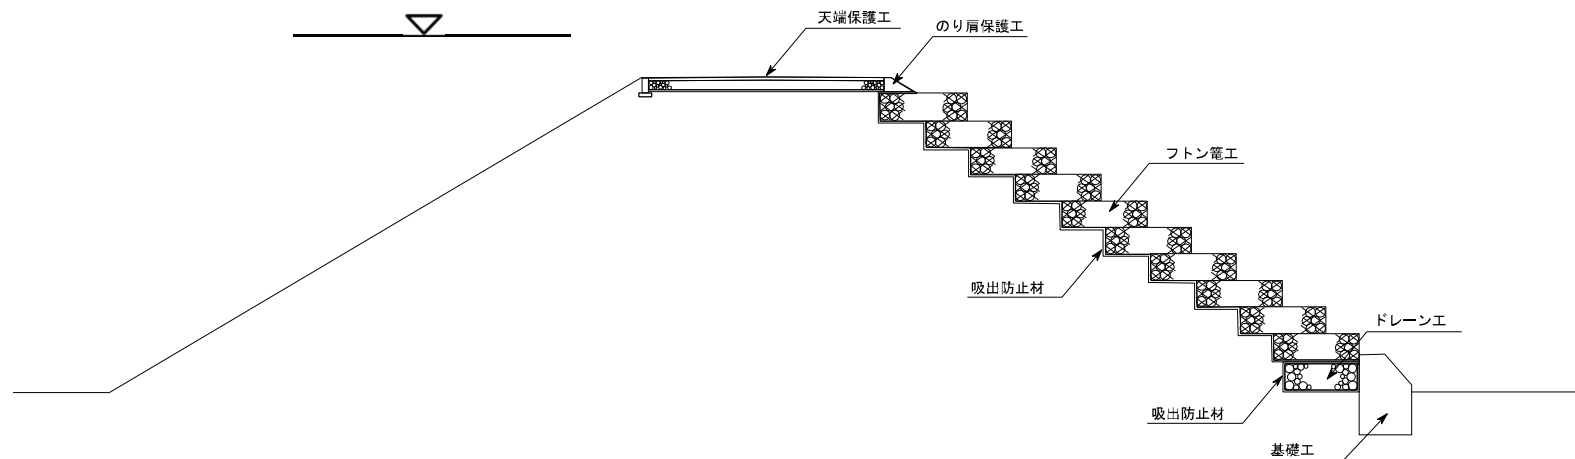 天端保護工
のり肩保護工
フトン篭工
吸出防止材
ドレーン工
吸出防止材
基礎工